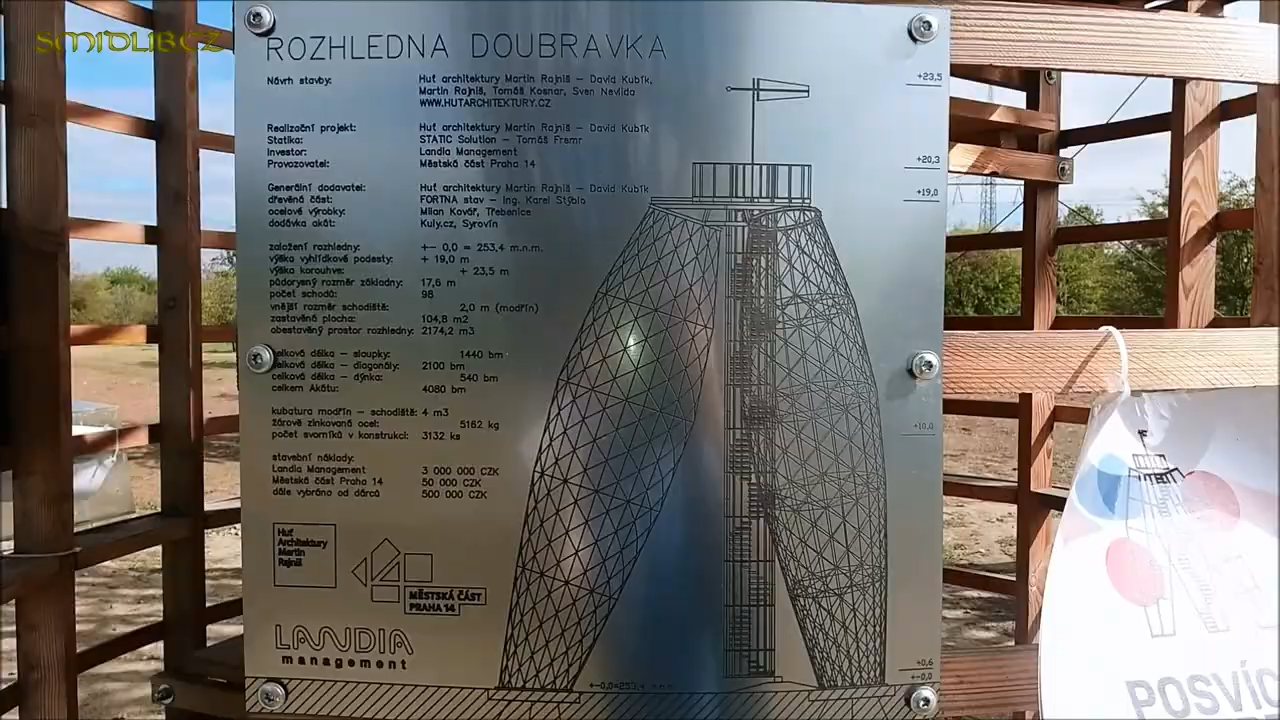 SMIDLIBCZ
ROZHLEDNA DOUBRAVKA
Návrh stavby: Huť architektury Martin Rajniš – David Kubík,
Martin Rajniš, Tomáš Kosnar, Sven Nevlida
WWW.HUTARCHITEKTURY.CZ
Realizační projekt: Huť architektury Martin Rajniš – David Kubík
Statika: STATIC Solution – Tomáš Fremr
Investor: Landia Management
Provozovatel: Městská část Praha 14
Generální dodavatel: Huť architektury Martin Rajniš – David Kubík
dřevěná část: FORTNA stav – Ing. Karel Stýblo
ocelové výrobky: Milan Kovář, Třebenice
dodávka akát: Kuly.cz, Syrovín
založení rozhledny: +– 0,0 = 253,4 m.n.m.
výška vyhlídkové podesty: + 19,0 m
výška korouhve: + 23,5 m
půdorysný rozměr základny: 17,6 m
počet schodů: 98
vnější rozměr schodiště: 2,0 m (modřín)
zastavěná plocha: 104,8 m2
obestavěný prostor rozhledny: 2174,2 m3
celková délka – sloupky: 1440 bm
celková délka – diagonály: 2100 bm
celková délka – dýnka: 540 bm
celkem Akátu: 4080 bm
kubatura modřín – schodiště: 4 m3
žárově zinkovaná ocel: 5162 kg
počet svorníků v konstrukci: 3132 ks
stavební náklady:
Landia Management 3 000 000 CZK
Městská část Praha 14 50 000 CZK
dále vybráno od dárců 500 000 CZK
Huť
Architektury
Martin
Rajniš
MĚSTSKÁ ČÁST
PRAHA 14
LANDIA
management
+23,5
+20,3
+19,0
+10,0
+0,6
+-0,0
+-0,0=253,4
POSVÍC